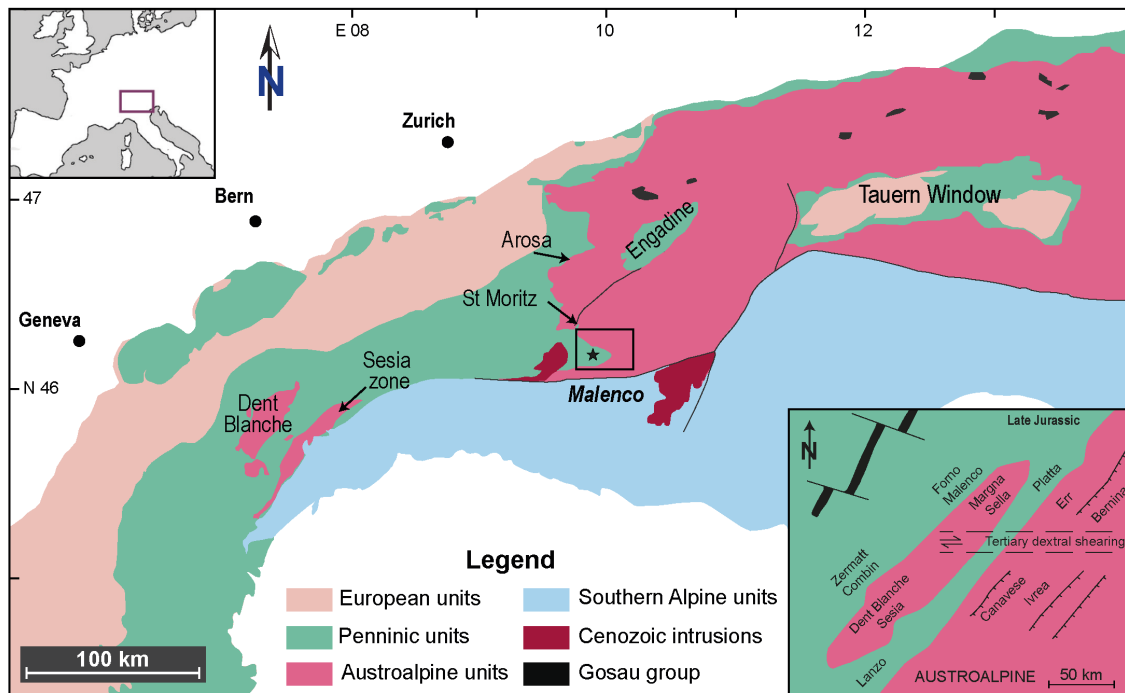 E 08
10
12
N
Zurich
47
Bern
Tauern Window
Engadine
Arosa
St Moritz
Geneva
Sesia
zone
N 46
Malenco
Dent
Blanche
Late Jurassic
N
Forno
Malenco
Margna
Sella
Platta
Err
Bernina
Tertiary dextral shearing
Zermatt
Combin
Dent Blanche
Sesia
Canavese
Ivrea
Lanzo
AUSTROALPINE
50 km
Legend
European units
Southern Alpine units
Penninic units
Cenozoic intrusions
Austroalpine units
Gosau group
100 km